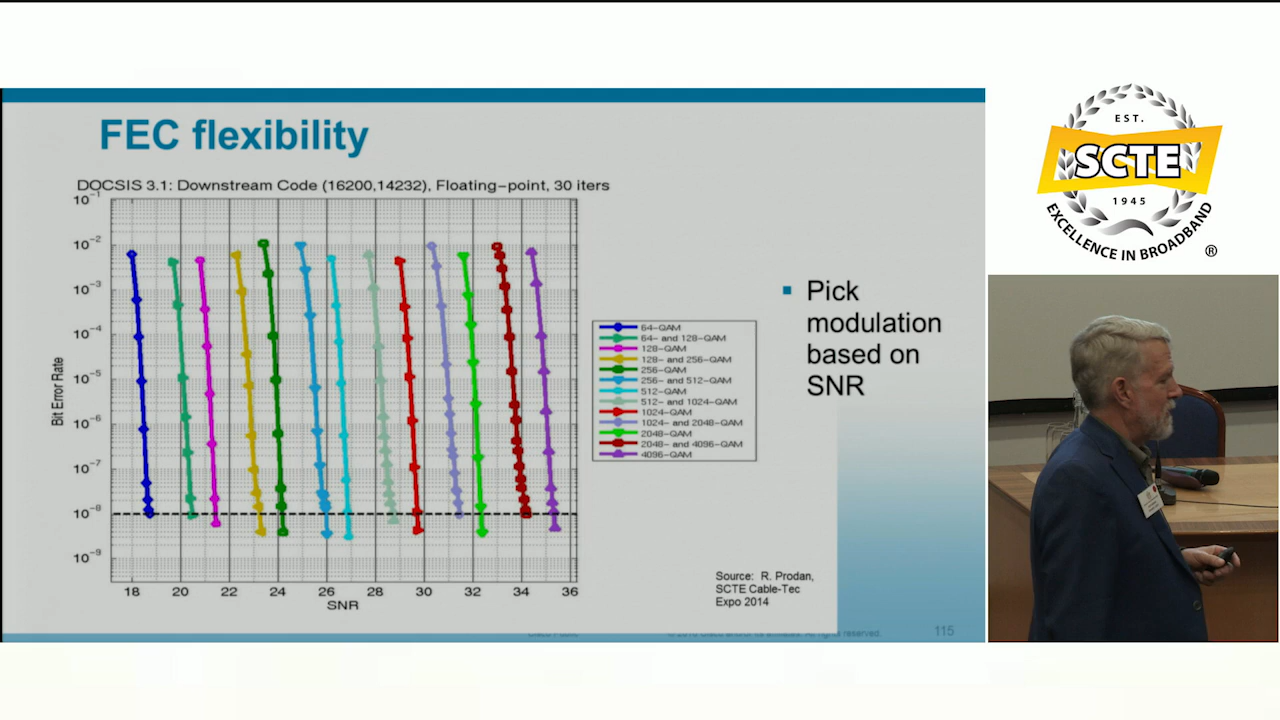 FEC flexibility
DOCSIS 3.1: Downstream Code (16200,14232), Floating-point, 30 iters
10^-1
10^-2
10^-3
10^-4
10^-5
10^-6
10^-7
10^-8
10^-9
Bit Error Rate
18 20 22 24 26 28 30 32 34 36
SNR
64-QAM
64- and 128-QAM
128-QAM
128- and 256-QAM
256-QAM
256- and 512-QAM
512-QAM
512- and 1024-QAM
1024-QAM
1024- and 2048-QAM
2048-QAM
2048- and 4096-QAM
4096-QAM
Pick
modulation
based on
SNR
Source: R. Prodan,
SCTE Cable-Tec
Expo 2014
reserved.
115
EST.
SCTE
1945
EXCELLENCE IN BROADBAND
®